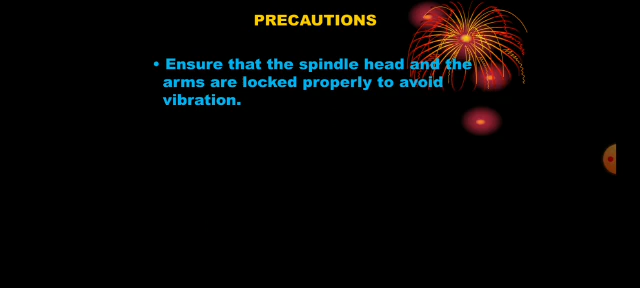 PRECAUTIONS
• Ensure that the spindle head and the
arms are locked properly to avoid
vibration.